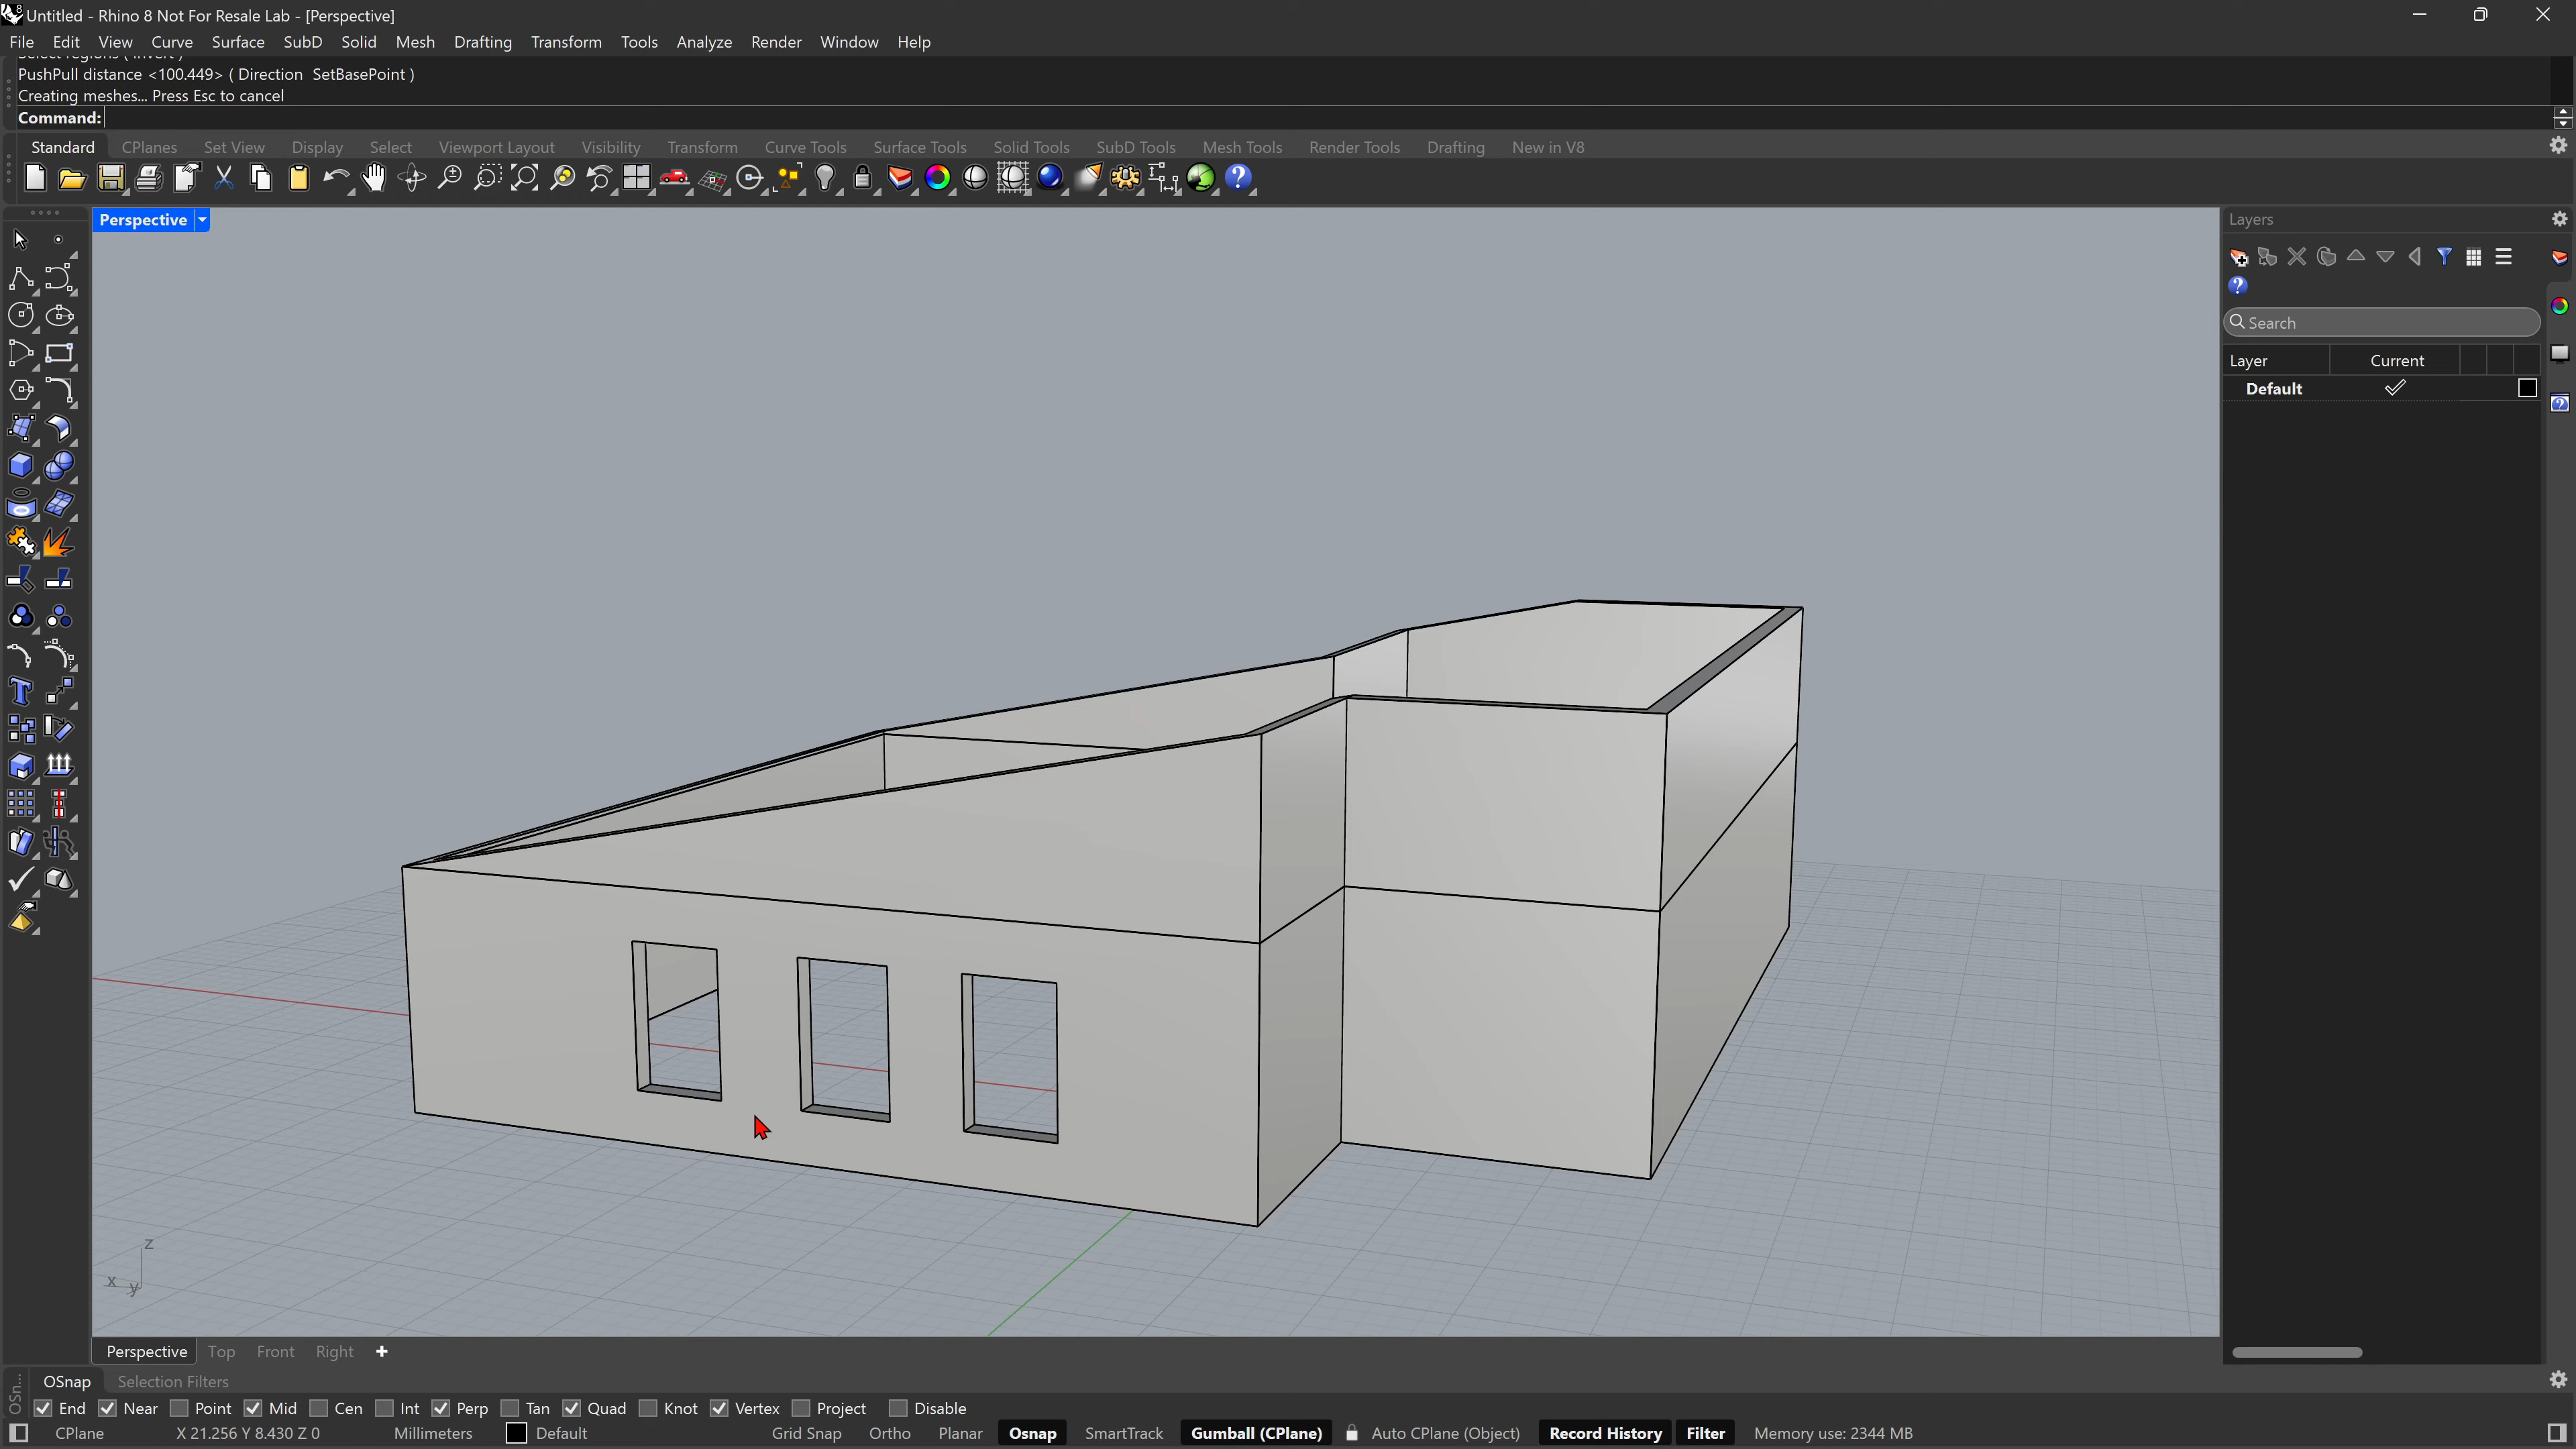 Untitled - Rhino 8 Not For Resale Lab - [Perspective]
File Edit View Curve Surface SubD Solid Mesh Drafting Transform Tools Analyze Render Window Help
Select regions ( Invert )
PushPull distance <100.449> ( Direction SetBasePoint )
Creating meshes... Press Esc to cancel
Command:
Standard CPlanes Set View Display Select Viewport Layout Visibility Transform Curve Tools Surface Tools Solid Tools SubD Tools Mesh Tools Render Tools Drafting New in V8
Perspective
Layers
Search
Layer Current
Default
z
x y
Perspective Top Front Right +
OSn...
OSnap Selection Filters
End Near Point Mid Cen Int Perp Tan Quad Knot Vertex Project Disable
CPlane X 21.256 Y 8.430 Z 0 Millimeters Default Grid Snap Ortho Planar Osnap SmartTrack Gumball (CPlane) Auto CPlane (Object) Record History Filter Memory use: 2344 MB